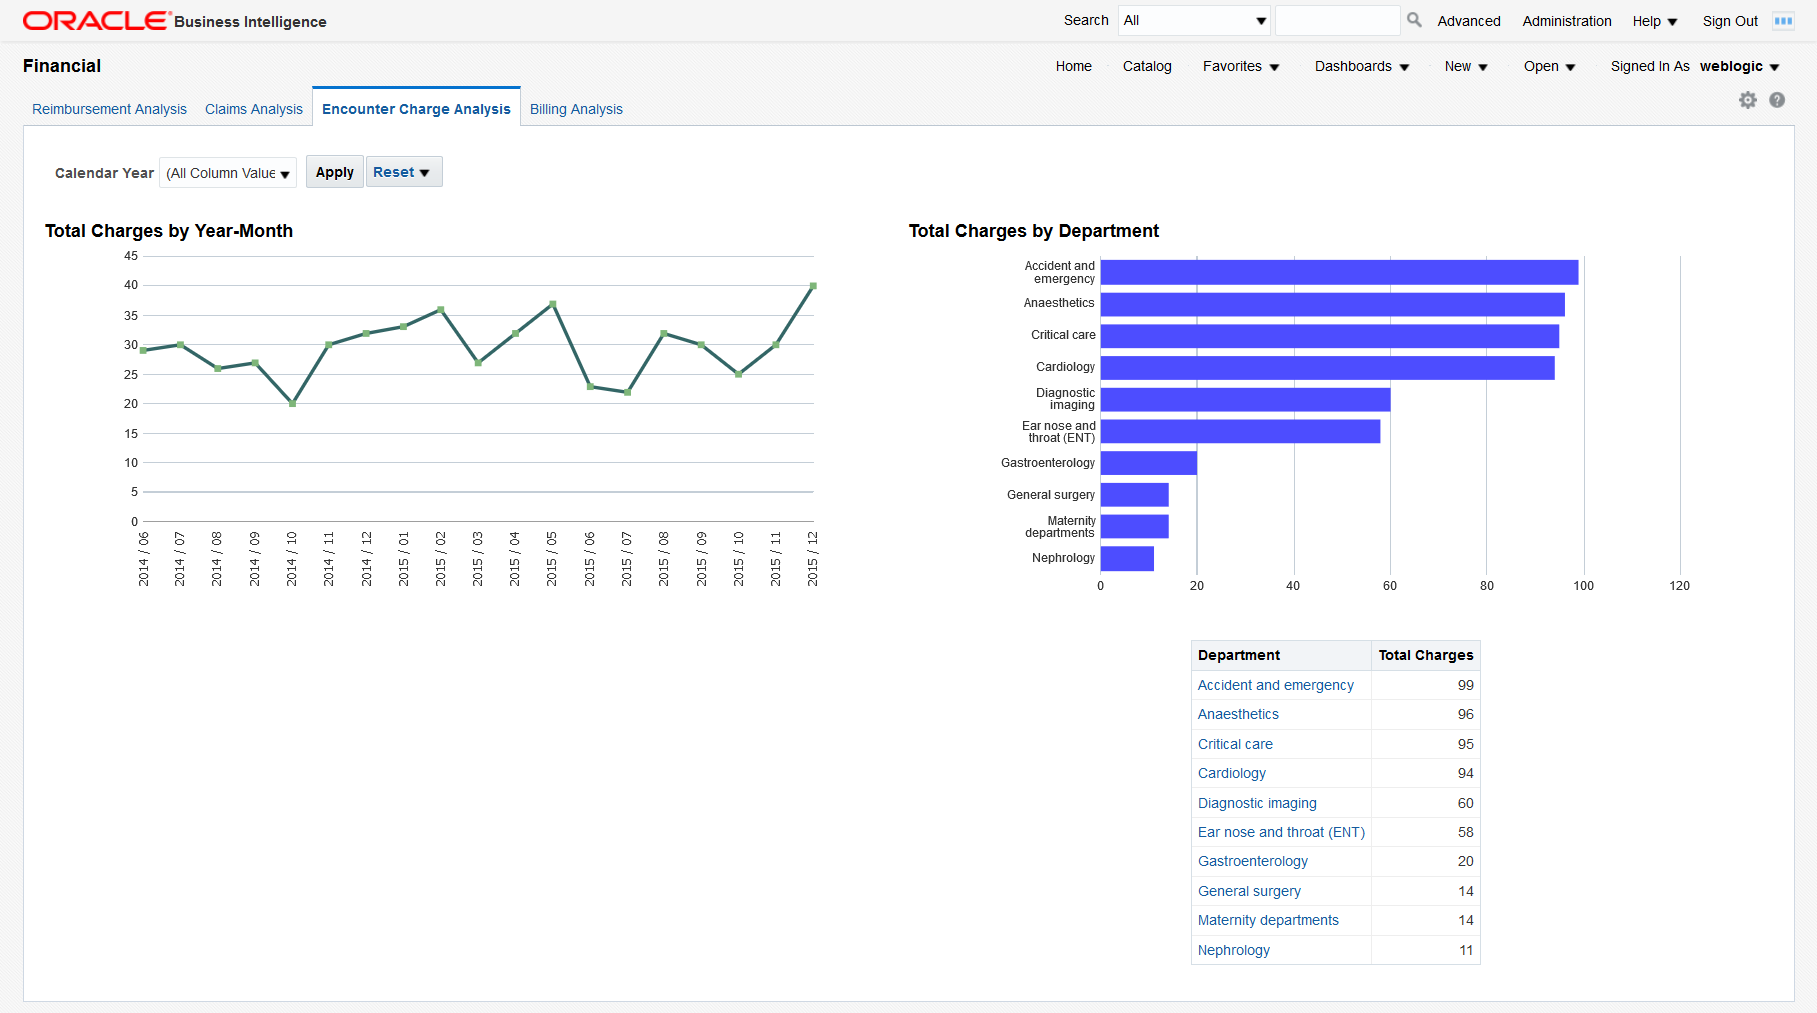 ORACLE Business Intelligence
Search All Advanced Administration Help Sign Out
Financial
Home Catalog Favorites Dashboards New Open Signed In As weblogic
Reimbursement Analysis Claims Analysis Encounter Charge Analysis Billing Analysis
Calendar Year (All Column Value Apply Reset
Total Charges by Year-Month
45
40
35
30
25
20
15
10
5
0
2014 / 06
2014 / 07
2014 / 08
2014 / 09
2014 / 10
2014 / 11
2014 / 12
2015 / 01
2015 / 02
2015 / 03
2015 / 04
2015 / 05
2015 / 06
2015 / 07
2015 / 08
2015 / 09
2015 / 10
2015 / 11
2015 / 12
Total Charges by Department
Accident and
emergency
Anaesthetics
Critical care
Cardiology
Diagnostic
imaging
Ear nose and
throat (ENT)
Gastroenterology
General surgery
Maternity
departments
Nephrology
0 20 40 60 80 100 120
Department Total Charges
Accident and emergency 99
Anaesthetics 96
Critical care 95
Cardiology 94
Diagnostic imaging 60
Ear nose and throat (ENT) 58
Gastroenterology 20
General surgery 14
Maternity departments 14
Nephrology 11